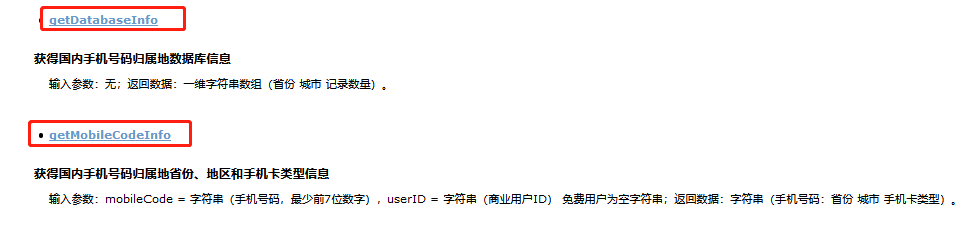 • getDatabaseInfo
获得国内手机号码归属地数据库信息
输入参数：无；返回数据：一维字符串数组（省份 城市 记录数量）。
• getMobileCodeInfo
获得国内手机号码归属地省份、地区和手机卡类型信息
输入参数：mobileCode = 字符串（手机号码，最少前7位数字），userID = 字符串（商业用户ID） 免费用户为空字符串；返回数据：字符串（手机号码：省份 城市 手机卡类型）。